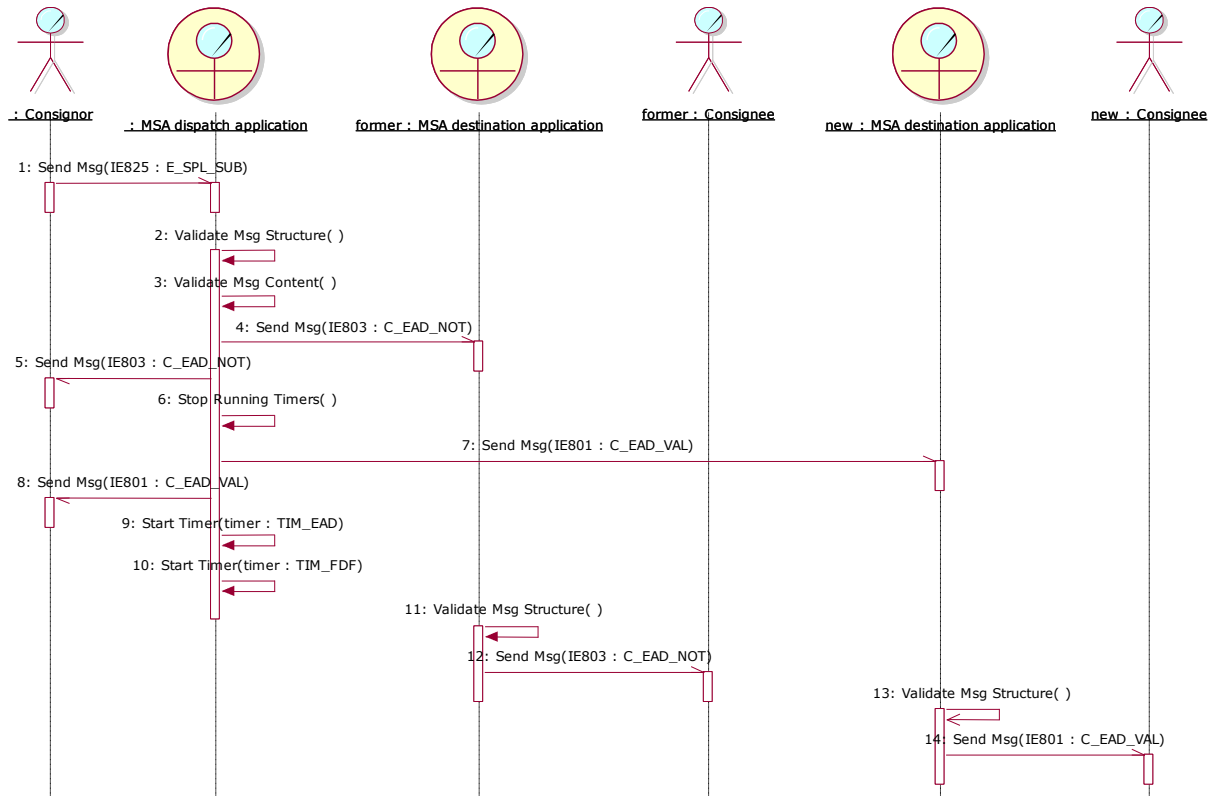 : Consignor
: MSA dispatch application
former : MSA destination application
former : Consignee
new : MSA destination application
new : Consignee
1: Send Msg(IE825 : E_SPL_SUB)
2: Validate Msg Structure( )
3: Validate Msg Content( )
4: Send Msg(IE803 : C_EAD_NOT)
5: Send Msg(IE803 : C_EAD_NOT)
6: Stop Running Timers( )
7: Send Msg(IE801 : C_EAD_VAL)
8: Send Msg(IE801 : C_EAD_VAL)
9: Start Timer(timer : TIM_EAD)
10: Start Timer(timer : TIM_FDF)
11: Validate Msg Structure( )
12: Send Msg(IE803 : C_EAD_NOT)
13: Validate Msg Structure( )
14: Send Msg(IE801 : C_EAD_VAL)